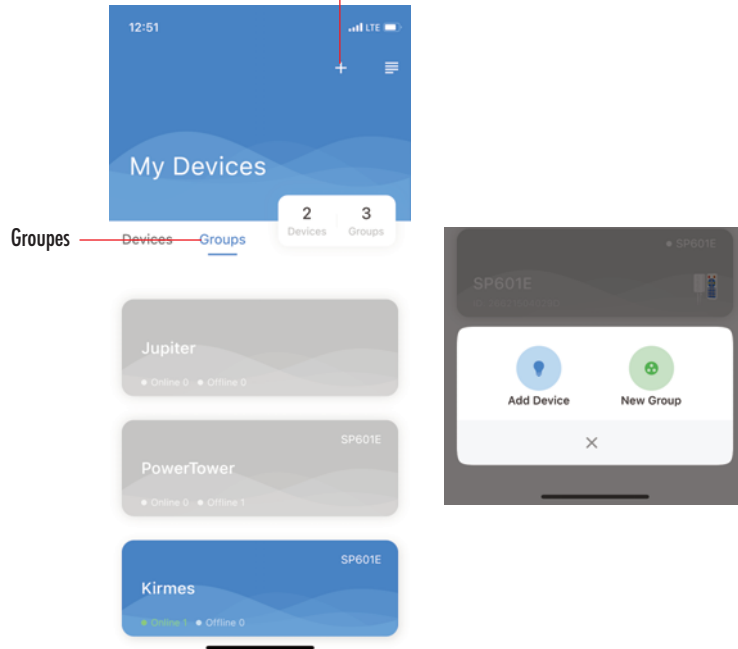 12:51
LTE
My Devices
2 3
Devices Groups
Groupes
Devices Groups
Jupiter
Online 0 Offline 0
SP601E
PowerTower
Online 0 Offline 1
SP601E
Kirmes
Online 1 Offline 0
SP601E
SP601E
Add Device New Group